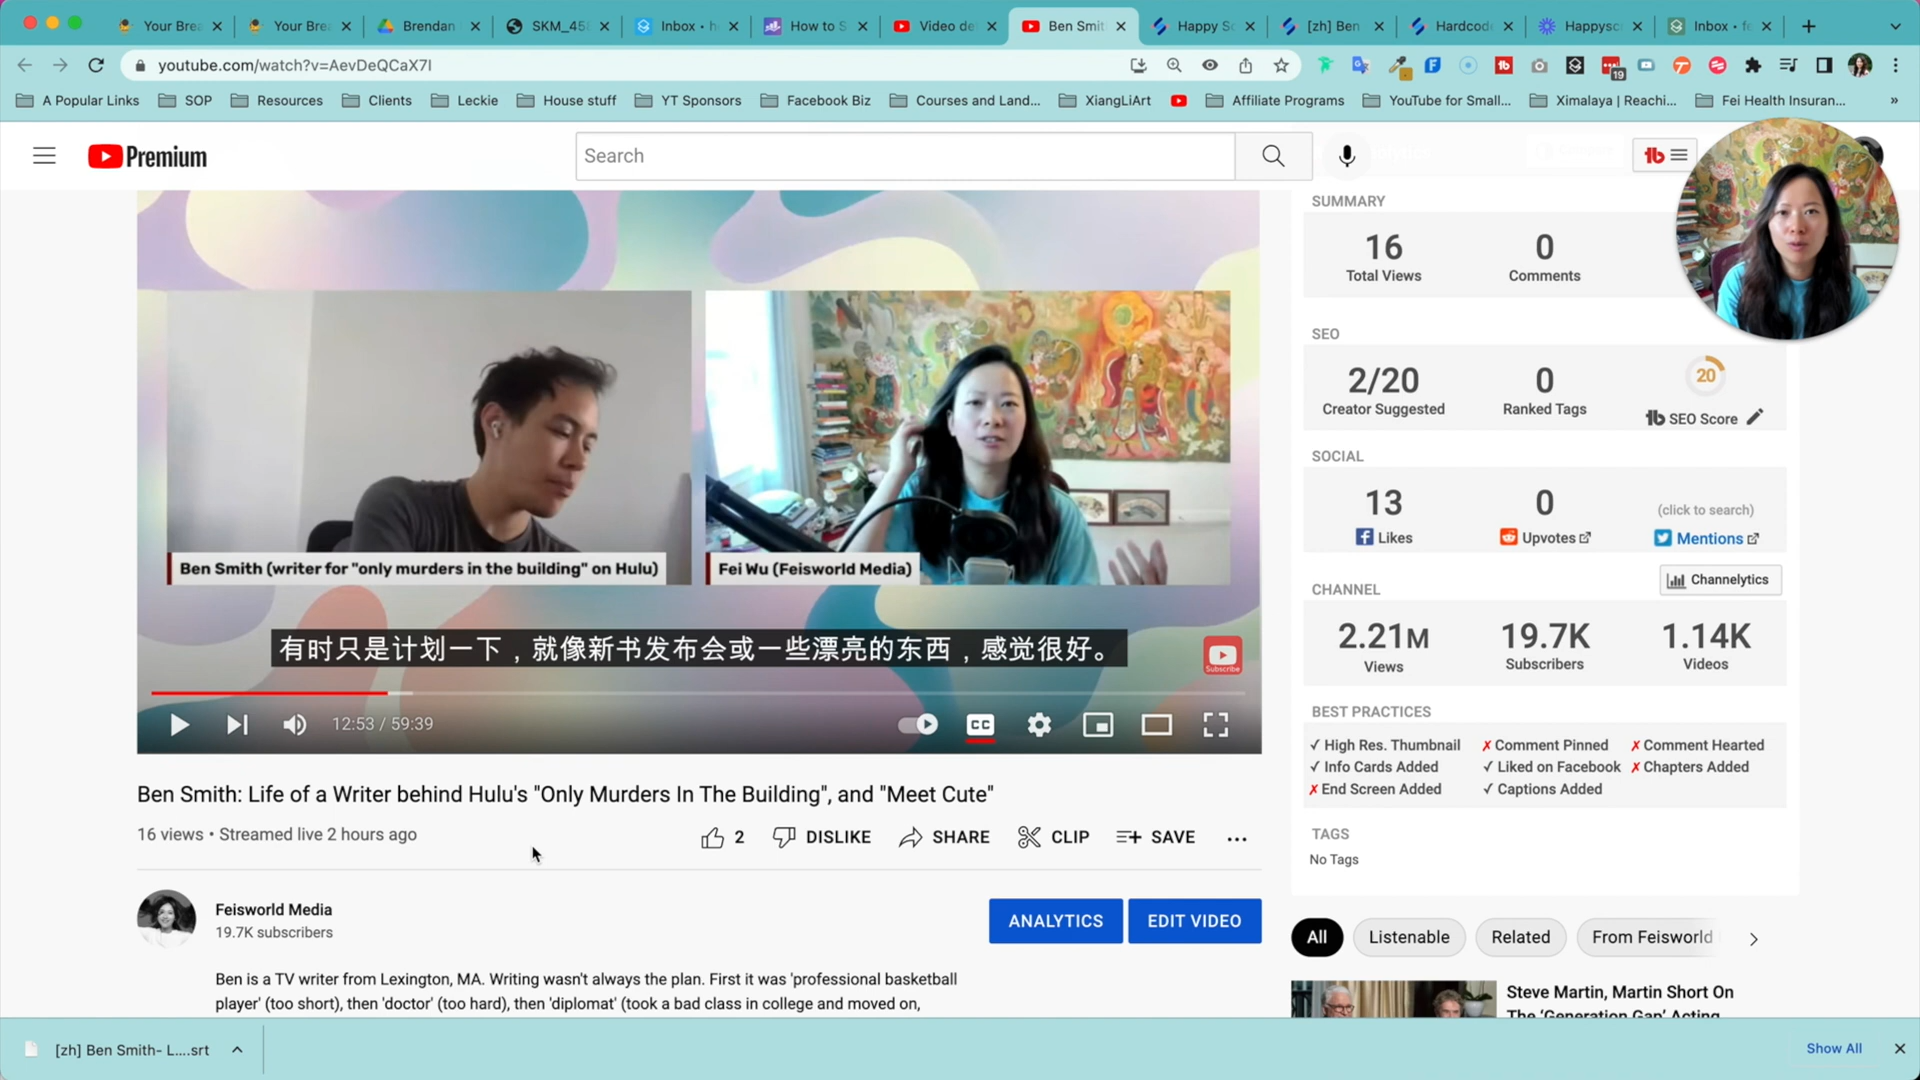 Your Brea
Your Brea
Brendan
SKM_458
Inbox • h
How to S
Video de
Ben Smit
Happy Sc
[zh] Ben
Hardcod
Happysc
Inbox • fe
youtube.com/watch?v=AevDeQCaX7I
19
A Popular Links
SOP
Resources
Clients
Leckie
House stuff
YT Sponsors
Facebook Biz
Courses and Land...
XiangLiArt
Affiliate Programs
YouTube for Small...
Ximalaya | Reachi...
Fei Health Insuran...
»
Premium
Search
Ben Smith (writer for "only murders in the building" on Hulu)
Fei Wu (Feisworld Media)
有时只是计划一下，就像新书发布会或一些漂亮的东西，感觉很好。
Subscribe
12:53 / 59:39
CC
Ben Smith: Life of a Writer behind Hulu's "Only Murders In The Building", and "Meet Cute"
16 views • Streamed live 2 hours ago
2
DISLIKE
SHARE
CLIP
SAVE
Feisworld Media
19.7K subscribers
ANALYTICS
EDIT VIDEO
Ben is a TV writer from Lexington, MA. Writing wasn't always the plan. First it was 'professional basketball
player' (too short), then 'doctor' (too hard), then 'diplomat' (took a bad class in college and moved on,
SUMMARY
16
Total Views
0
Comments
SEO
2/20
Creator Suggested
0
Ranked Tags
20
SEO Score
SOCIAL
13
Likes
0
Upvotes
(click to search)
Mentions
CHANNEL
Channelytics
2.21M
Views
19.7K
Subscribers
1.14K
Videos
BEST PRACTICES
✓ High Res. Thumbnail
✗ Comment Pinned
✗ Comment Hearted
✓ Info Cards Added
✓ Liked on Facebook
✗ Chapters Added
✗ End Screen Added
✓ Captions Added
TAGS
No Tags
All
Listenable
Related
From Feisworld
Steve Martin, Martin Short On
The 'Generation Gap' Acting
[zh] Ben Smith- L....srt
Show All